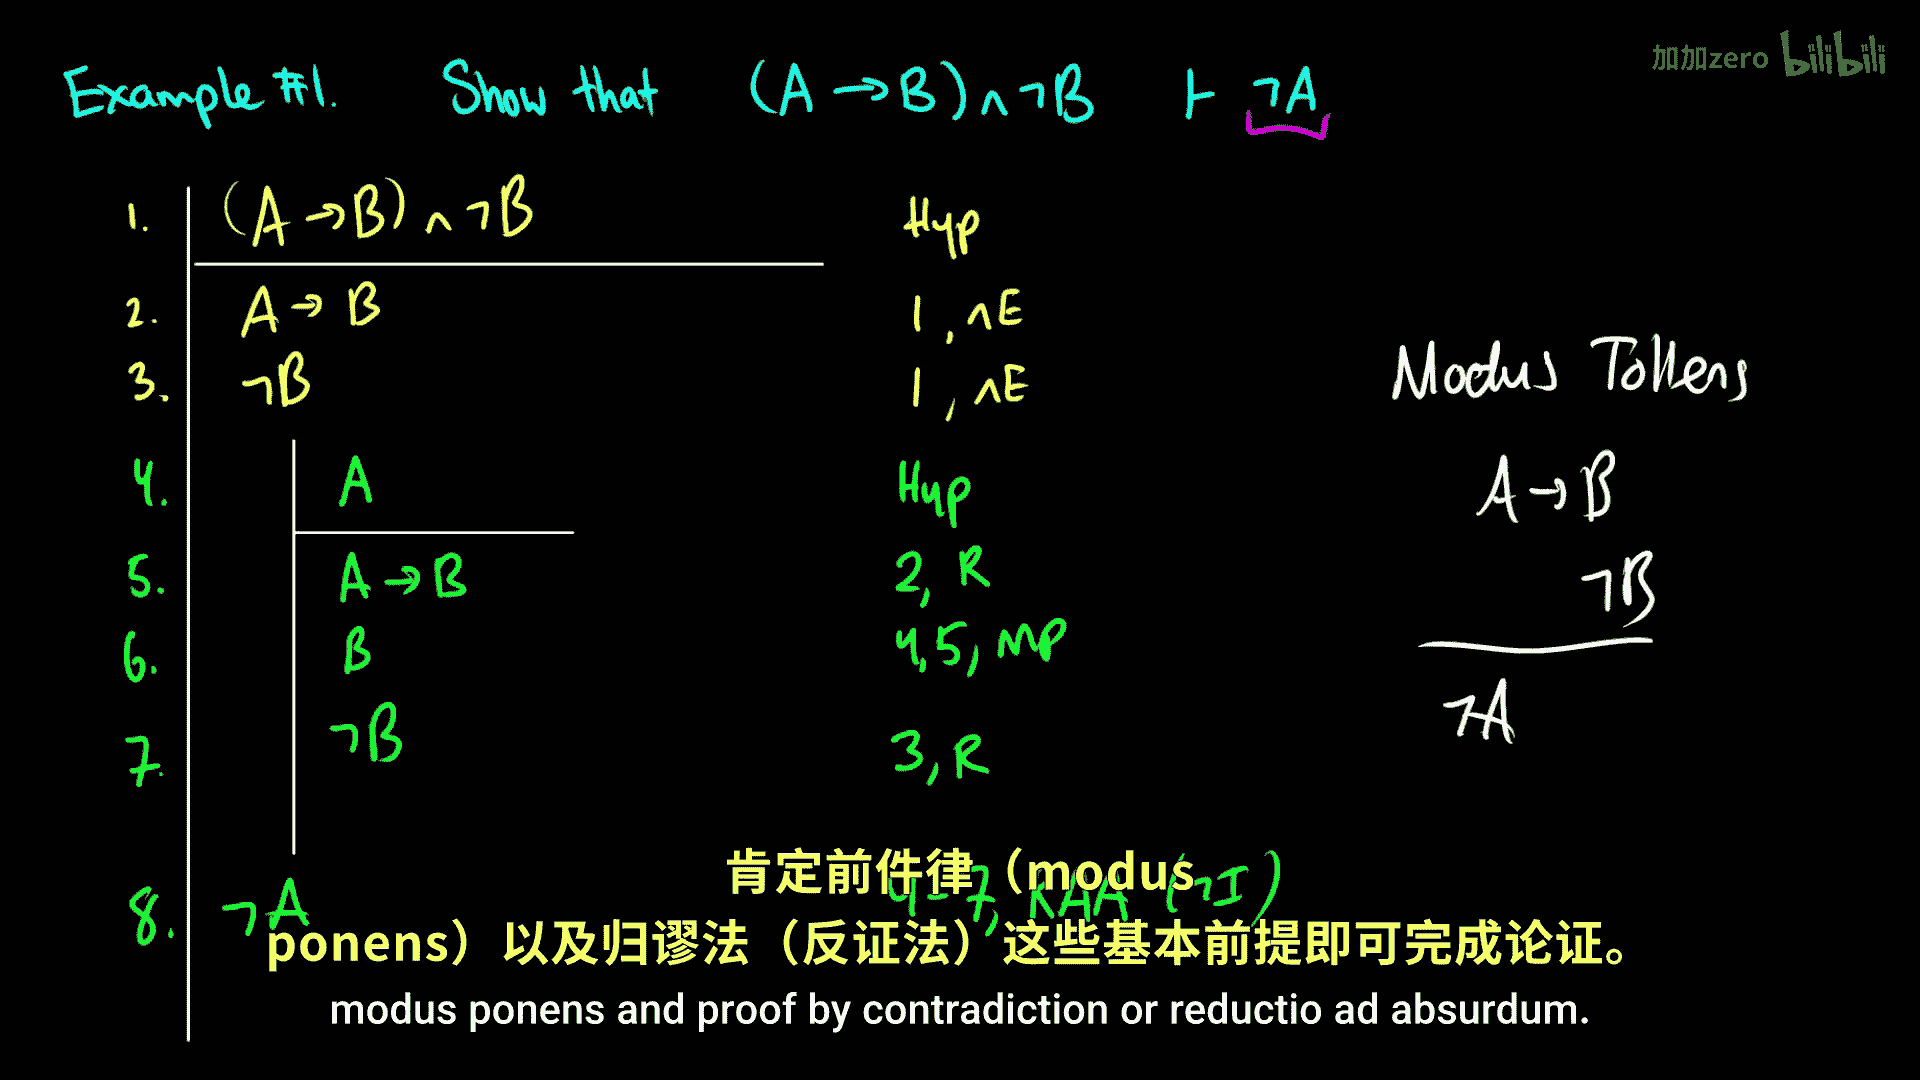 加加zero bilibili
Example #1. Show that (A → B) ∧ ¬B ⊢ ¬A
1. (A → B) ∧ ¬B Hyp
2. A → B 1, ∧E
3. ¬B 1, ∧E
Modus Tollens
4. A Hyp
A → B
5. A → B 2, R
¬B
6. B 4,5, MP
¬A
7. ¬B 3, R
8. ¬A 4-7, RAA (¬I)
肯定前件律（modus
ponens）以及归谬法（反证法）这些基本前提即可完成论证。
modus ponens and proof by contradiction or reductio ad absurdum.